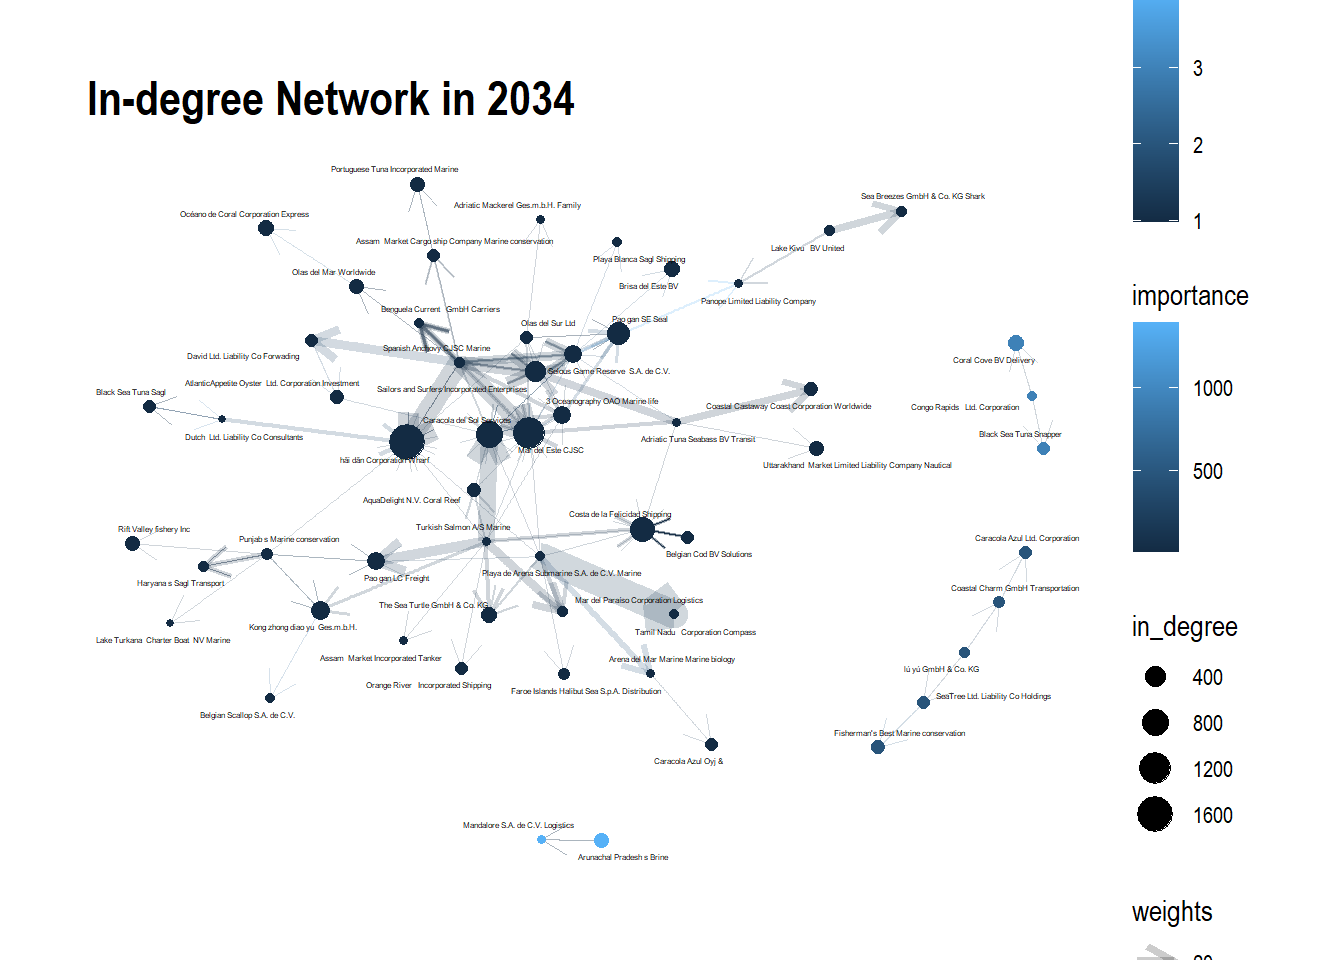 3
In-degree Network in 2034
2
Portuguese Tuna Incorporated Marine
Sea Breezes GmbH & Co. KG Shark
Adriatic Mackerel Ges.m.b.H. Family
Océano de Coral Corporation Express
1
Assam  Market Cargo ship Company Marine conservation
Lake Kivu  BV United
Playa Blanca Sagl Shipping
Olas del Mar Worldwide
Brisa del Este BV
importance
Panope Limited Liability Company
Benguela Current  GmbH Carriers
Pao gan SE Seal
Olas del Sur Ltd
Spanish Anchovy CJSC Marine
David Ltd. Liability Co Forwading
Coral Cove BV Delivery
Selous Game Reserve  S.A. de C.V.
AtlanticAppetite Oyster  Ltd. Corporation Investment
1000
Sailors and Surfers Incorporated Enterprises
Black Sea Tuna Sagl
3 Oceanography OAO Marine life
Coastal Castaway Coast Corporation Worldwide
Congo Rapids  Ltd. Corporation
Caracola del Sol Services
Black Sea Tuna Snapper
Dutch  Ltd. Liability Co Consultants
Adriatic Tuna Seabass BV Transit
Mar del Este CJSC
hǎi dǎn Corporation Wharf
Uttarakhand  Market Limited Liability Company Nautical
500
AquaDelight N.V. Coral Reef
Costa de la Felicidad Shipping
Rift Valley fishery Inc
Turkish Salmon A/S Marine
Punjab s Marine conservation
Caracola Azul Ltd. Corporation
Belgian Cod BV Solutions
Playa de Arena Submarine S.A. de C.V. Marine
Pao gan LC Freight
Haryana s Sagl Transport
Coastal Charm GmbH Transportation
Mar del Paraíso Corporation Logistics
The Sea Turtle GmbH & Co. KG
in_degree
Kong zhong diao yu  Ges.m.b.H.
Tamil Nadu  Corporation Compass
Lake Turkana  Charter Boat  NV Marine
Assam  Market Incorporated Tanker
Arena del Mar Marine Marine biology
lú yú GmbH & Co. KG
400
Orange River  Incorporated Shipping
Faroe Islands Halibut Sea S.p.A. Distribution
SeaTree Ltd. Liability Co Holdings
Belgian Scallop S.A. de C.V.
800
Fisherman's Best Marine conservation
Caracola Azul Oyj &
1200
1600
Mandalore S.A. de C.V. Logistics
Arunachal Pradesh s Brine
weights